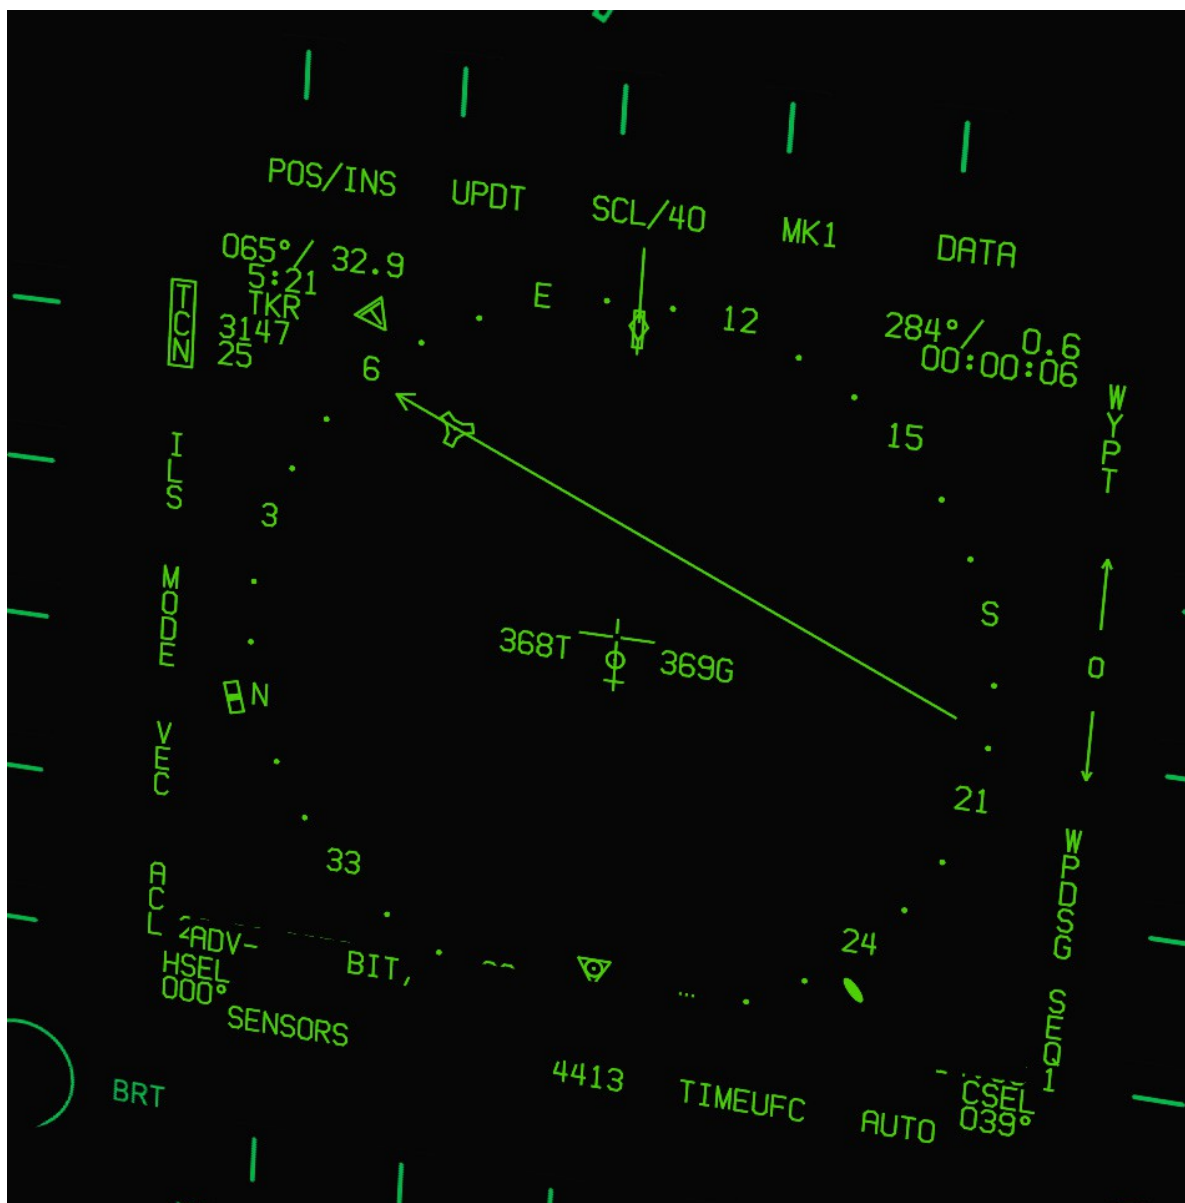 POS/INS
UPDT
SCL/40
MK1
DATA
065°/ 32.9
5:21
TKR
3147
25
TCN
E
12
284°/ 0.6
00:00:06
6
15
WYPT
ILS
3
S
MODE
368T
369G
0
N
VEC
21
33
WPDSG
ACL
ADV-
BIT,
24
HSEL
000°
SENSORS
SEQ
1
4413
TIMEUFC
AUTO
CSEL
039°
BRT